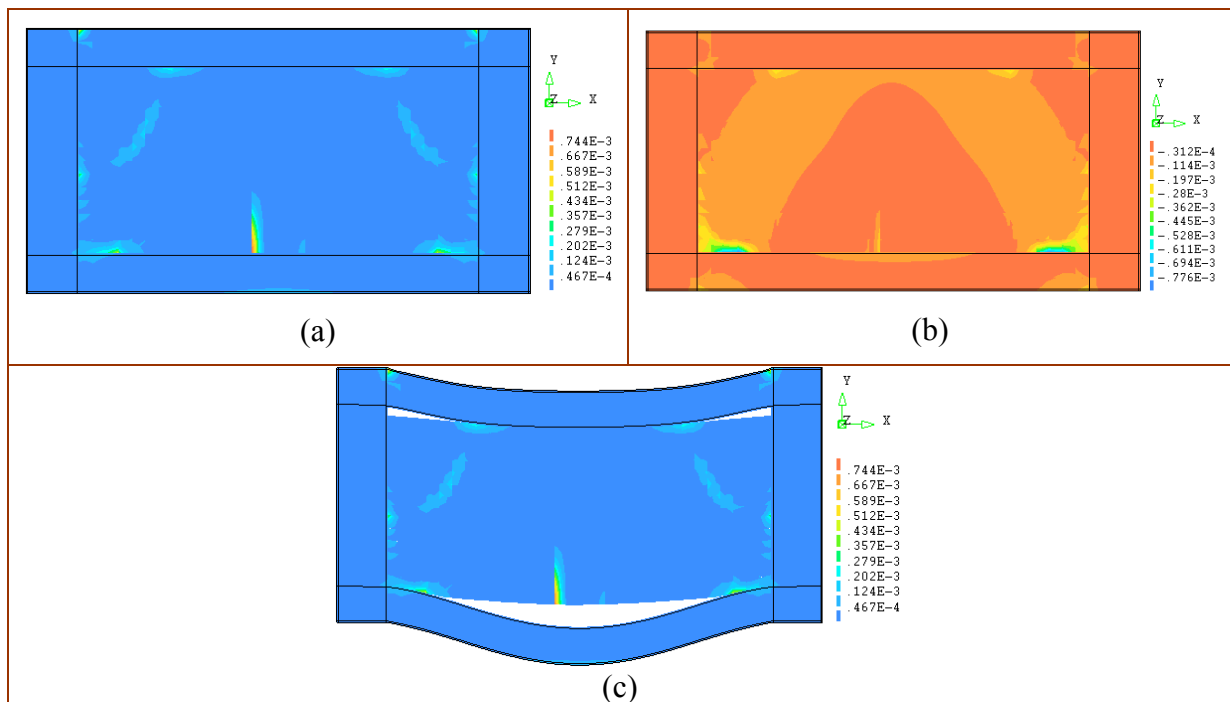 Y
Z X
.744E-3
.667E-3
.589E-3
.512E-3
.434E-3
.357E-3
.279E-3
.202E-3
.124E-3
.467E-4
(a)
Y
Z X
-.312E-4
-.114E-3
-.197E-3
-.28E-3
-.362E-3
-.445E-3
-.528E-3
-.611E-3
-.694E-3
-.776E-3
(b)
Y
Z X
.744E-3
.667E-3
.589E-3
.512E-3
.434E-3
.357E-3
.279E-3
.202E-3
.124E-3
.467E-4
(c)